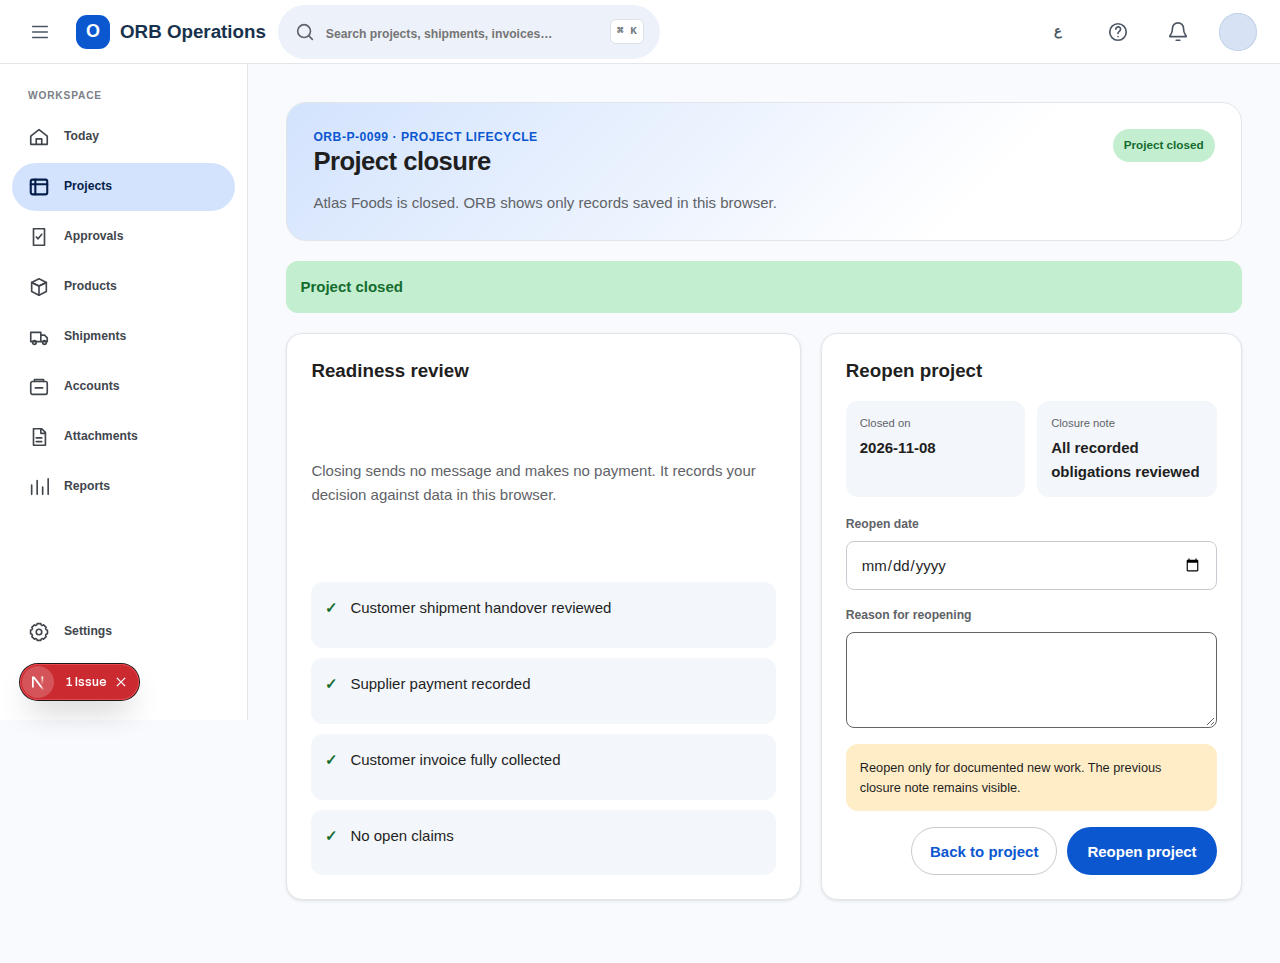 O ORB Operations
Search projects, shipments, invoices…
⌘ K
ع
WORKSPACE
Today
Projects
Approvals
Products
Shipments
Accounts
Attachments
Reports
Settings
1 Issue
ORB-P-0099 · PROJECT LIFECYCLE
Project closure
Atlas Foods is closed. ORB shows only records saved in this browser.
Project closed
Project closed
Readiness review
Closing sends no message and makes no payment. It records your
decision against data in this browser.
✓ Customer shipment handover reviewed
✓ Supplier payment recorded
✓ Customer invoice fully collected
✓ No open claims
Reopen project
Closed on
2026-11-08
Closure note
All recorded
obligations reviewed
Reopen date
mm/dd/yyyy
Reason for reopening
Reopen only for documented new work. The previous
closure note remains visible.
Back to project
Reopen project